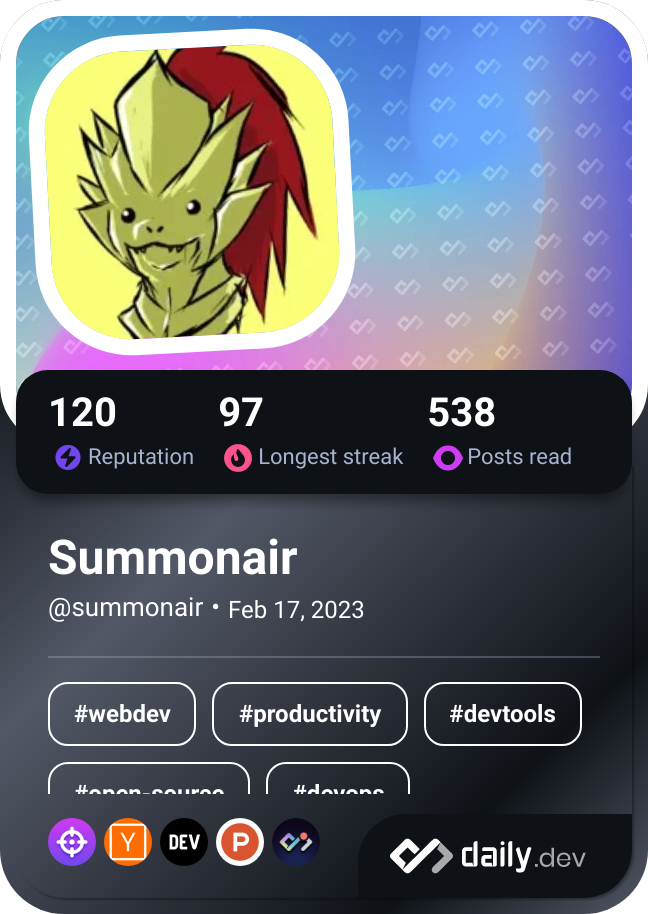 120 97 538
Reputation Longest streak Posts read
Summonair
@summonair • Feb 17, 2023
#webdev #productivity #devtools
#open-source #devops
Y DEV P daily.dev